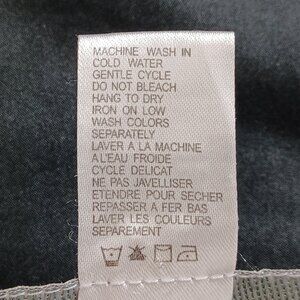 MACHINE WASH IN
COLD WATER
GENTLE CYCLE
DO NOT BLEACH
HANG TO DRY
IRON ON LOW
WASH COLORS
SEPARATELY
LAVER A LA MACHINE
A L'EAU FROIDE
CYCLE DELICAT
NE PAS JAVELLISER
ETENDRE POUR SECHER
REPASSER A FER BAS
LAVER LES COULEURS
SEPAREMENT